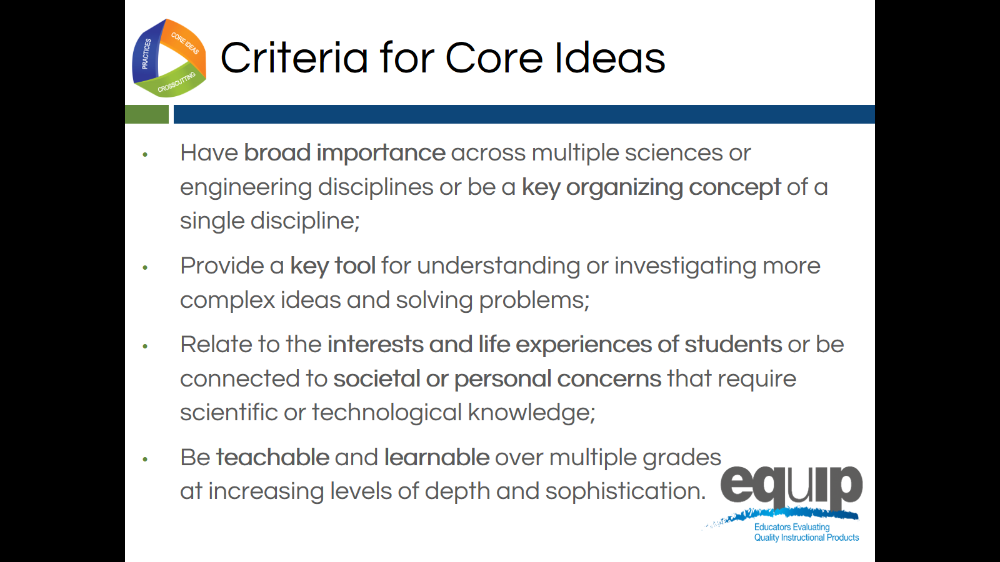 PRACTICES
CORE IDEAS
CROSSCUTTING
Criteria for Core Ideas
• Have broad importance across multiple sciences or
engineering disciplines or be a key organizing concept of a
single discipline;
• Provide a key tool for understanding or investigating more
complex ideas and solving problems;
• Relate to the interests and life experiences of students or be
connected to societal or personal concerns that require
scientific or technological knowledge;
• Be teachable and learnable over multiple grades
at increasing levels of depth and sophistication.
equip
Educators Evaluating
Quality Instructional Products